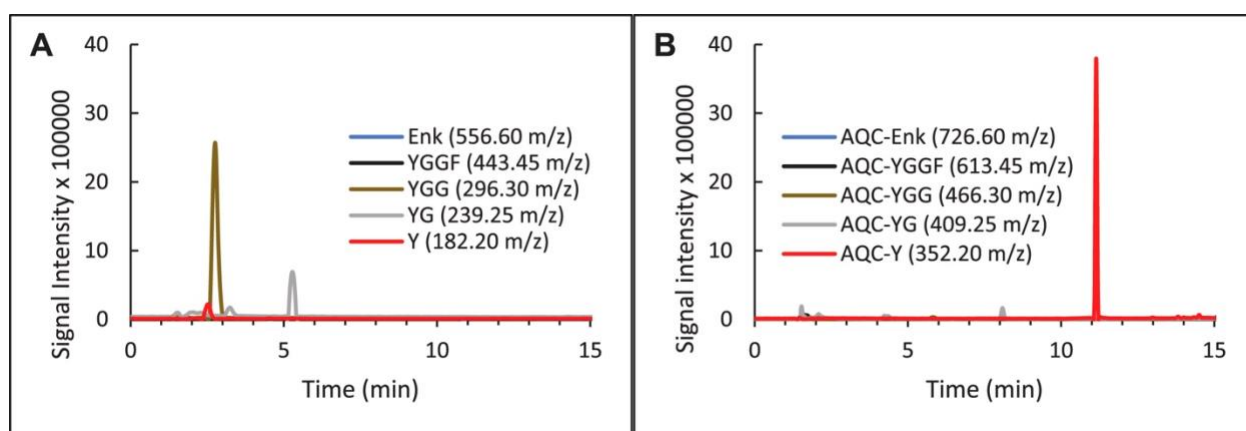 A
40
30
20
10
0
Signal Intensity x 100000
Enk (556.60 m/z)
YGGF (443.45 m/z)
YGG (296.30 m/z)
YG (239.25 m/z)
Y (182.20 m/z)
0 5 10 15
Time (min)
B
40
30
20
10
0
Signal intensity x 100000
AQC-Enk (726.60 m/z)
AQC-YGGF (613.45 m/z)
AQC-YGG (466.30 m/z)
AQC-YG (409.25 m/z)
AQC-Y (352.20 m/z)
0 5 10 15
Time (min)